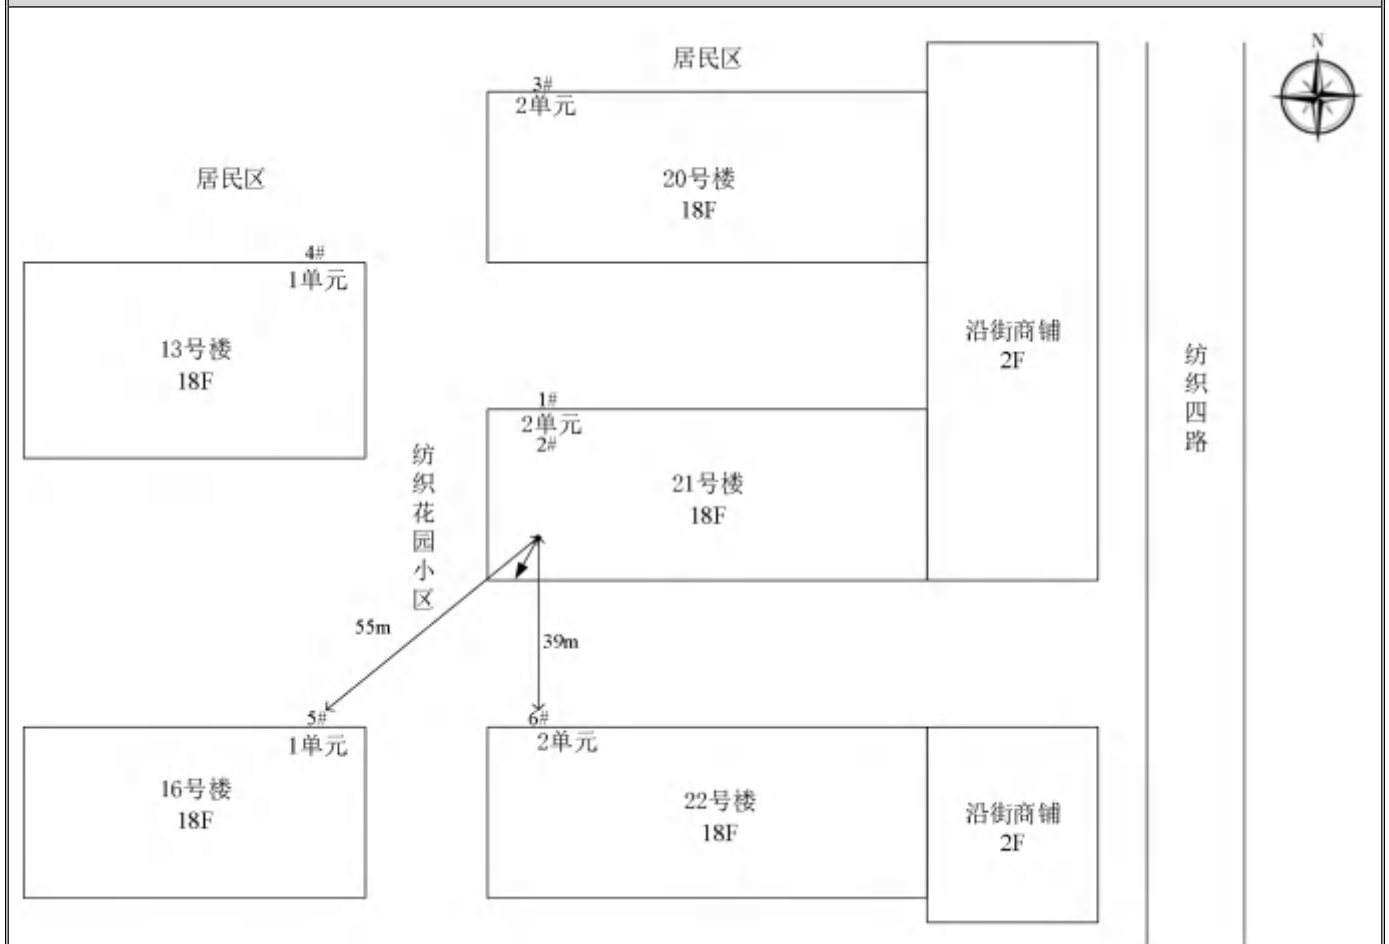 N
居民区
3#
2单元
20号楼
18F
居民区
4#
1单元
13号楼
18F
沿街商铺
2F
纺织四路
1#
2单元
2#
21号楼
18F
纺织花园小区
55m
39m
5#
1单元
16号楼
18F
6#
2单元
22号楼
18F
沿街商铺
2F